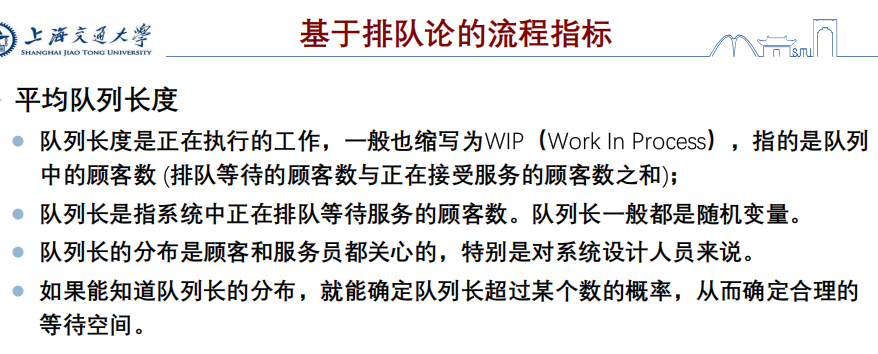 上海交通大学
SHANGHAI JIAO TONG UNIVERSITY
基于排队论的流程指标
平均队列长度
队列长度是正在执行的工作，一般也缩写为WIP（Work In Process），指的是队列
中的顾客数 (排队等待的顾客数与正在接受服务的顾客数之和)；
队列长是指系统中正在排队等待服务的顾客数。队列长一般都是随机变量。
队列长的分布是顾客和服务员都关心的，特别是对系统设计人员来说。
如果能知道队列长的分布，就能确定队列长超过某个数的概率，从而确定合理的
等待空间。